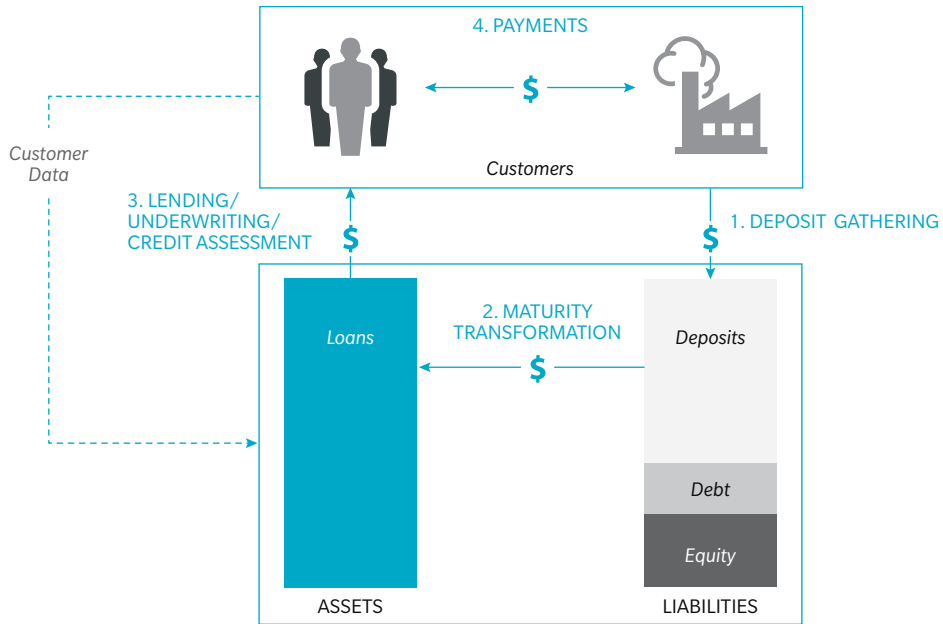 4. PAYMENTS
$
Customers
Customer
Data
3. LENDING/
UNDERWRITING/
CREDIT ASSESSMENT
$
1. DEPOSIT GATHERING
$
Loans
2. MATURITY
TRANSFORMATION
$
Deposits
Debt
Equity
ASSETS
LIABILITIES